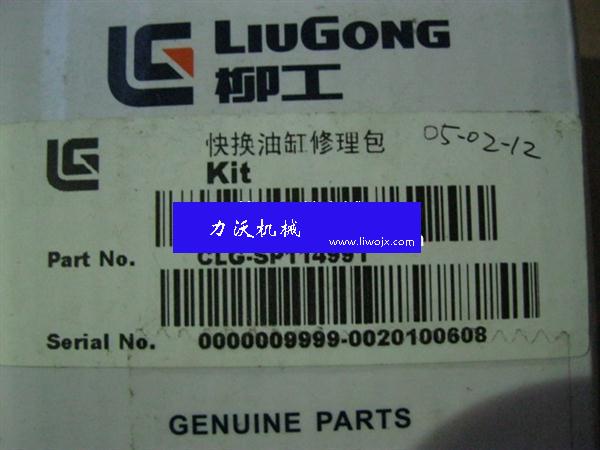 LIUGONG
柳工
快换油缸修理包
05-02-12
Kit
力沃机械
www.liwojx.com
Part No. CLG-SP114991
Serial No. 0000009999-0020100608
GENUINE PARTS